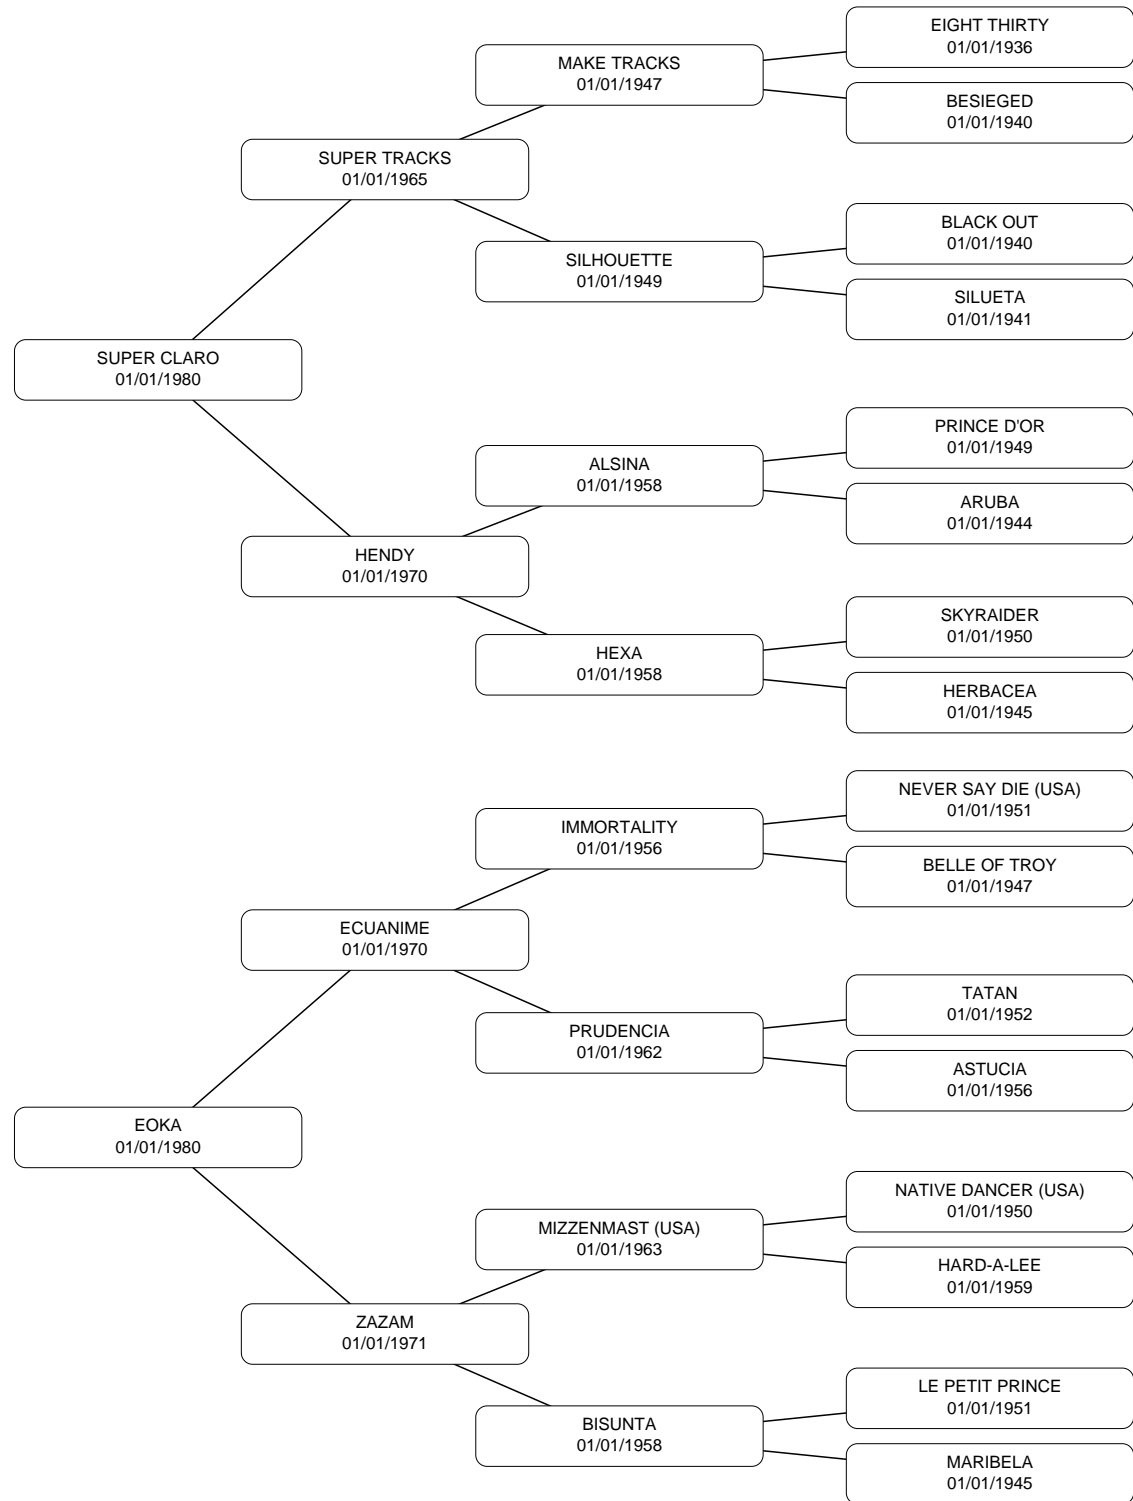 EIGHT THIRTY
01/01/1936
MAKE TRACKS
01/01/1947
BESIEGED
01/01/1940
SUPER TRACKS
01/01/1965
BLACK OUT
01/01/1940
SILHOUETTE
01/01/1949
SILUETA
01/01/1941
SUPER CLARO
01/01/1980
PRINCE D'OR
01/01/1949
ALSINA
01/01/1958
ARUBA
01/01/1944
HENDY
01/01/1970
SKYRAIDER
01/01/1950
HEXA
01/01/1958
HERBACEA
01/01/1945
NEVER SAY DIE (USA)
01/01/1951
IMMORTALITY
01/01/1956
BELLE OF TROY
01/01/1947
ECUANIME
01/01/1970
TATAN
01/01/1952
PRUDENCIA
01/01/1962
ASTUCIA
01/01/1956
EOKA
01/01/1980
NATIVE DANCER (USA)
01/01/1950
MIZZENMAST (USA)
01/01/1963
HARD-A-LEE
01/01/1959
ZAZAM
01/01/1971
LE PETIT PRINCE
01/01/1951
BISUNTA
01/01/1958
MARIBELA
01/01/1945